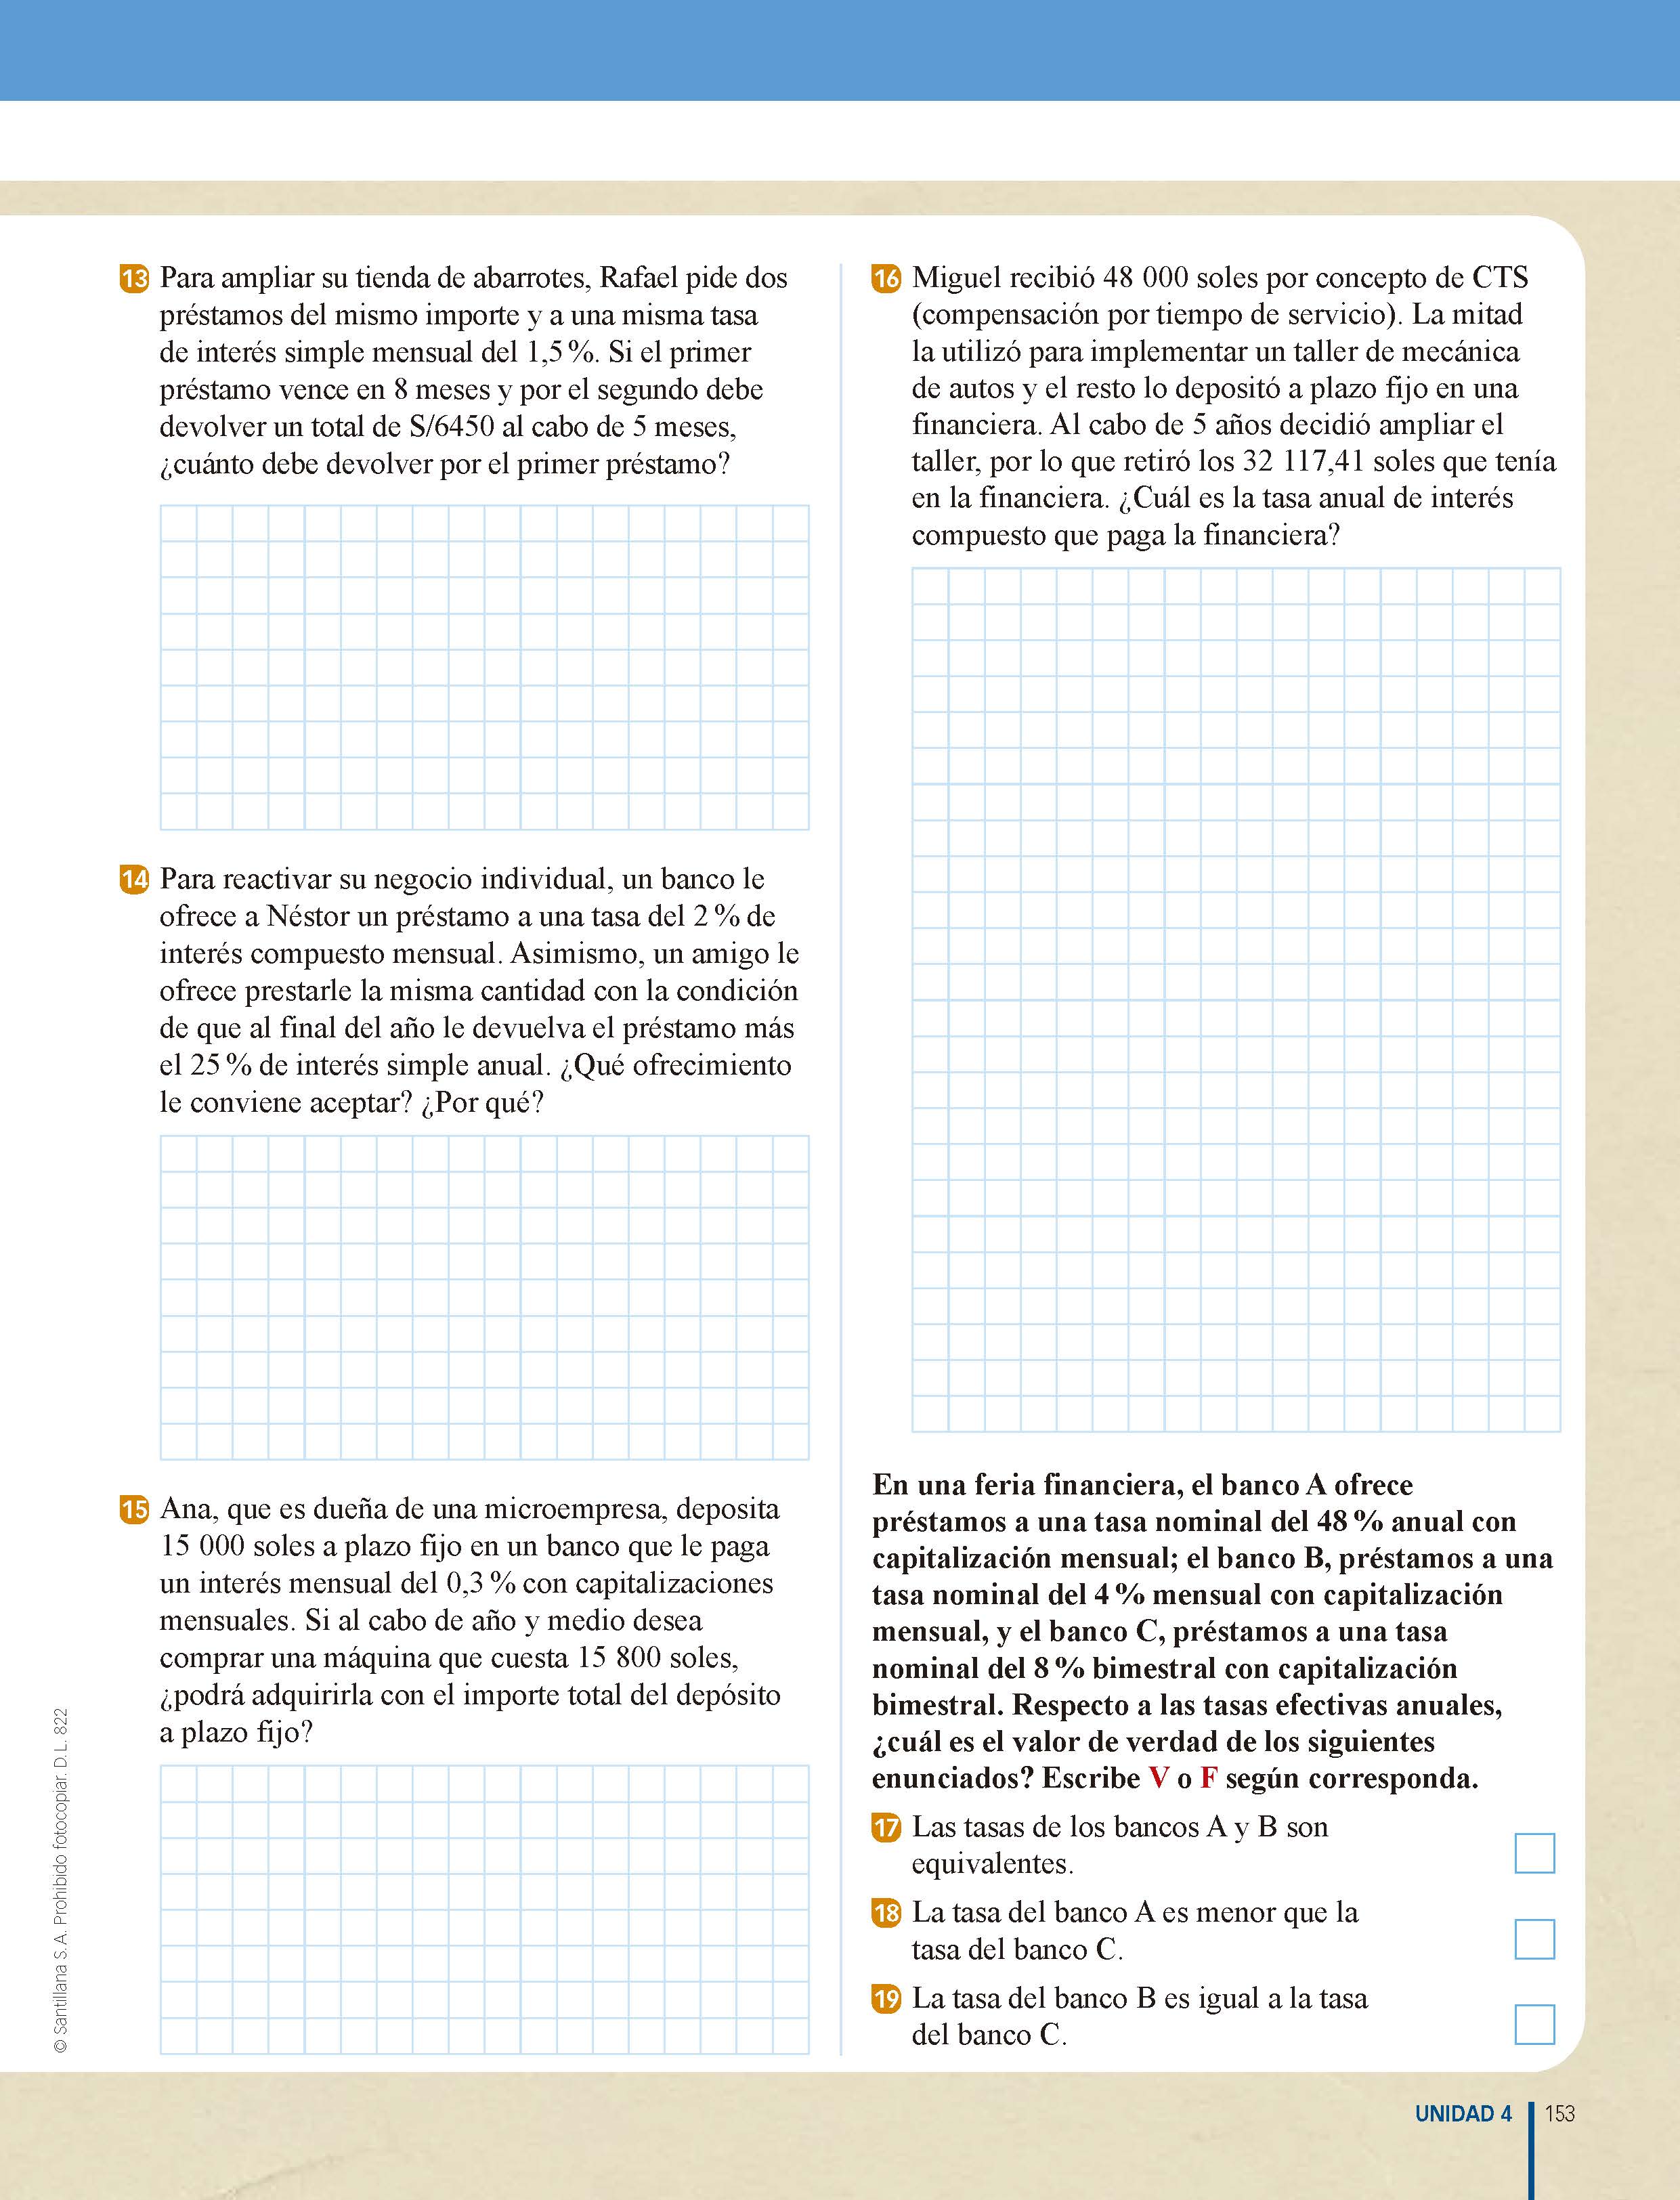 13 Para ampliar su tienda de abarrotes, Rafael pide dos
préstamos del mismo importe y a una misma tasa
de interés simple mensual del 1,5 %. Si el primer
préstamo vence en 8 meses y por el segundo debe
devolver un total de S/6450 al cabo de 5 meses,
¿cuánto debe devolver por el primer préstamo?
14 Para reactivar su negocio individual, un banco le
ofrece a Néstor un préstamo a una tasa del 2 % de
interés compuesto mensual. Asimismo, un amigo le
ofrece prestarle la misma cantidad con la condición
de que al final del año le devuelva el préstamo más
el 25 % de interés simple anual. ¿Qué ofrecimiento
le conviene aceptar? ¿Por qué?
15 Ana, que es dueña de una microempresa, deposita
15 000 soles a plazo fijo en un banco que le paga
un interés mensual del 0,3 % con capitalizaciones
mensuales. Si al cabo de año y medio desea
comprar una máquina que cuesta 15 800 soles,
¿podrá adquirirla con el importe total del depósito
a plazo fijo?
16 Miguel recibió 48 000 soles por concepto de CTS
(compensación por tiempo de servicio). La mitad
la utilizó para implementar un taller de mecánica
de autos y el resto lo depositó a plazo fijo en una
financiera. Al cabo de 5 años decidió ampliar el
taller, por lo que retiró los 32 117,41 soles que tenía
en la financiera. ¿Cuál es la tasa anual de interés
compuesto que paga la financiera?
En una feria financiera, el banco A ofrece
préstamos a una tasa nominal del 48 % anual con
capitalización mensual; el banco B, préstamos a una
tasa nominal del 4 % mensual con capitalización
mensual, y el banco C, préstamos a una tasa
nominal del 8 % bimestral con capitalización
bimestral. Respecto a las tasas efectivas anuales,
¿cuál es el valor de verdad de los siguientes
enunciados? Escribe V o F según corresponda.
17 Las tasas de los bancos A y B son
equivalentes.
18 La tasa del banco A es menor que la
tasa del banco C.
19 La tasa del banco B es igual a la tasa
del banco C.
© Santillana S.A. Prohibido fotocopiar. D.L. 822
UNIDAD 4 153